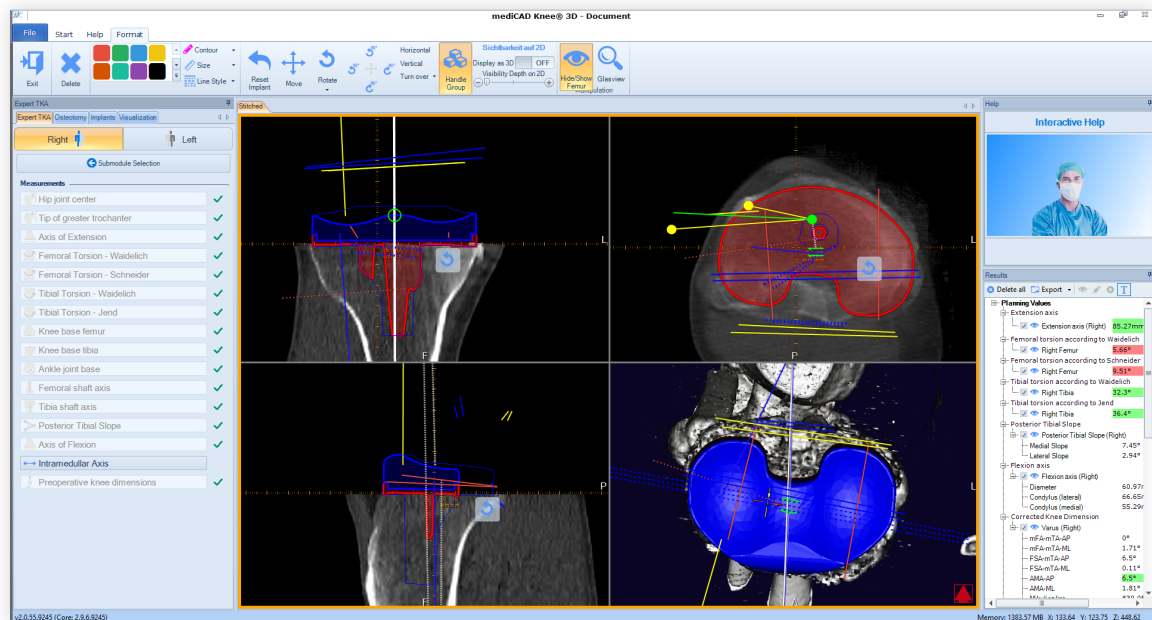 mediCAD Knee® 3D - Document
File Start Help Format
Exit
Delete
Contour
Size
Line Style
Reset Implant
Move
Rotate
Horizontal
Vertical
Turn over
Handle Group
Sichtbarkeit auf 2D
Display as 3D OFF
Visibility Depth on 2D
Hide/Show Femur
Glasview
Expert TKA
Expert TKA Osteotomy Implants Visualization
Right Left
Submodule Selection
Measurements
Hip joint center
Tip of greater trochanter
Axis of Extension
Femoral Torsion - Waidelich
Femoral Torsion - Schneider
Tibial Torsion - Waidelich
Tibial Torsion - Jend
Knee base femur
Knee base tibia
Ankle joint base
Femoral shaft axis
Tibia shaft axis
Posterior Tibial Slope
Axis of Flexion
Intramedullar Axis
Preoperative knee dimensions
Stitched
L
F
L
P
P
F
L
A
Help
Interactive Help
Results
Delete all Export T
Planning Values
Extension axis
Extension axis (Right) 85.27mm
Femoral torsion according to Waidelich
Right Femur 5.66°
Femoral torsion according to Schneider
Right Femur 9.51°
Tibial torsion according to Waidelich
Right Tibia 32.3°
Tibial torsion according to Jend
Right Tibia 36.4°
Posterior Tibial Slope
Posterior Tibial Slope (Right)
Medial Slope 7.45°
Lateral Slope 2.94°
Flexion axis
Flexion axis (Right)
Diameter 60.97
Condylus (lateral) 66.65
Condylus (medial) 55.29
Corrected Knee Dimension
Varus (Right)
mFA-mTA-AP 0°
mFA-mTA-ML 1.71°
FSA-mTA-AP 6.5°
FSA-mTA-ML 0.11°
AMA-AP 6.5°
AMA-ML 1.81°
v2.0.55.9245 (Core: 2.9.6.9245)
Memory: 1383.57 MB X: 133.64 Y: 123.75 Z: 448.62